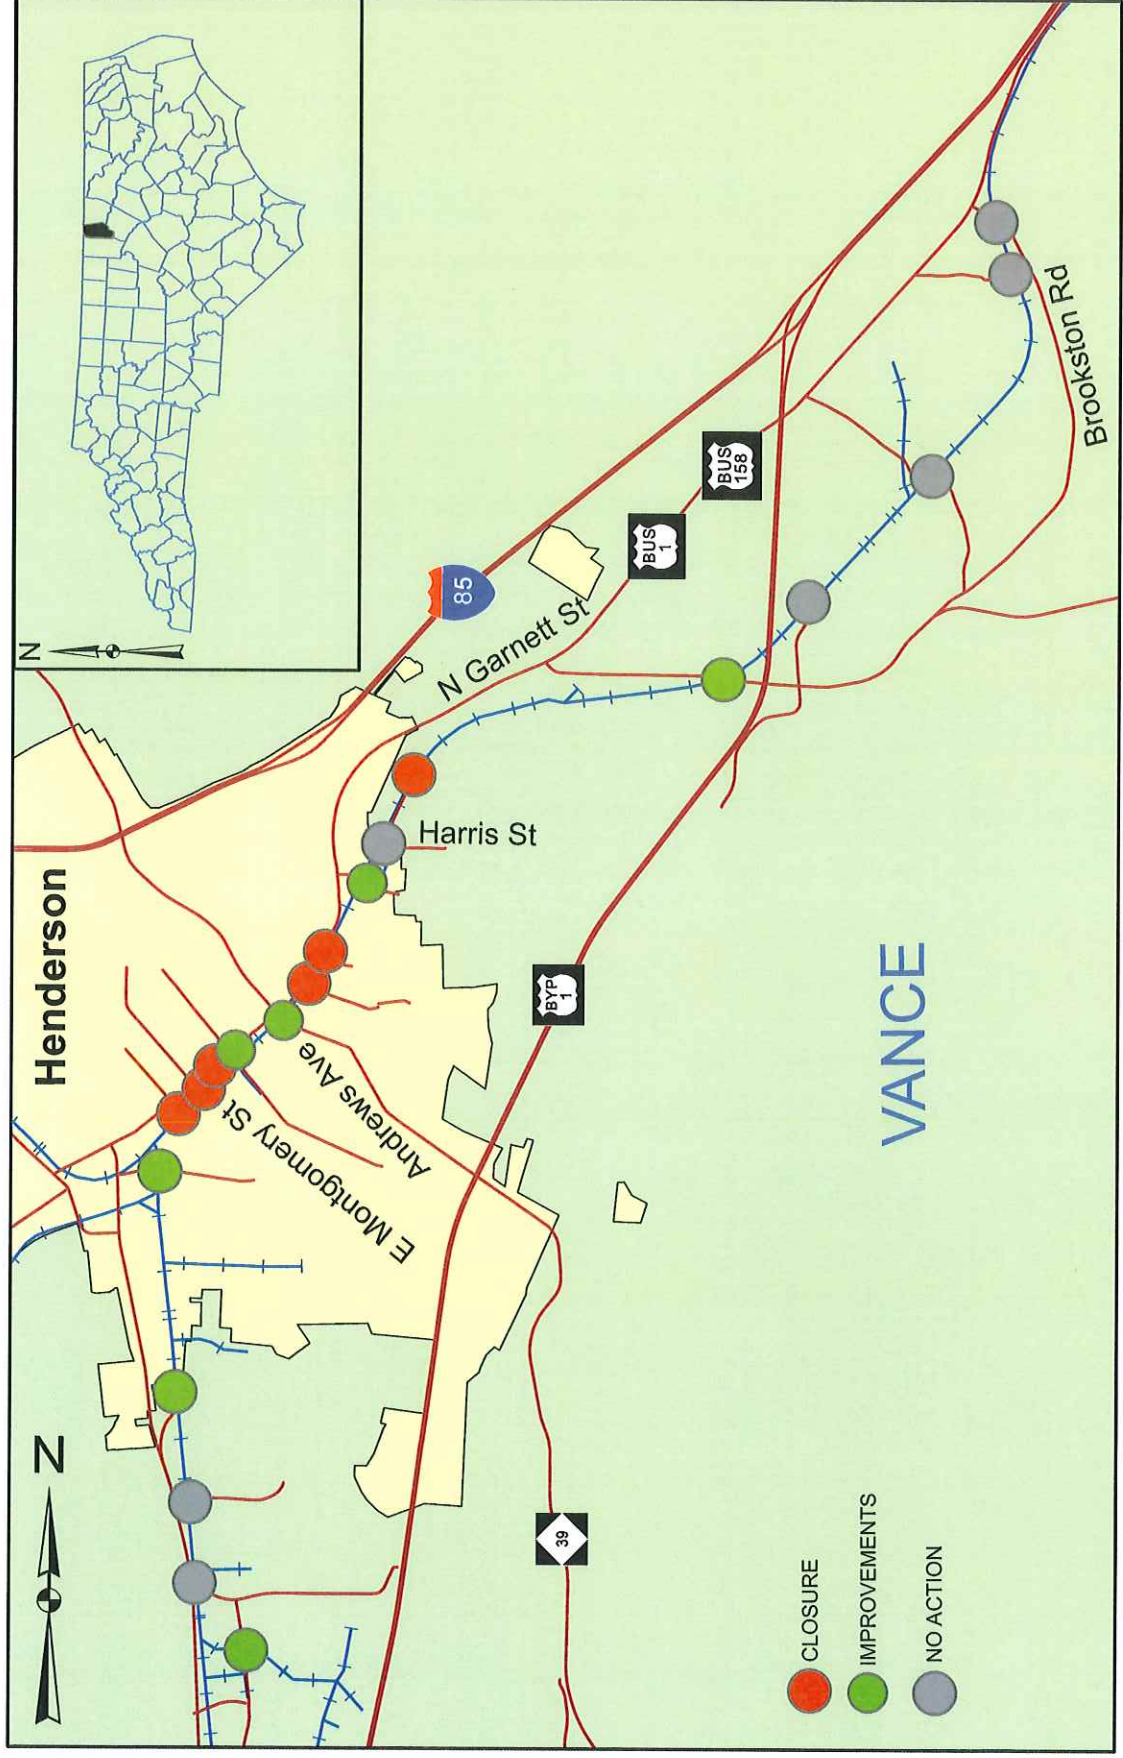 N
Henderson
N
85
N Garnett St
BUS
1
BUS
158
Brookston Rd
Harris St
E Montgomery St
Andrews Ave
BYP
1
39
VANCE
CLOSURE
IMPROVEMENTS
NO ACTION